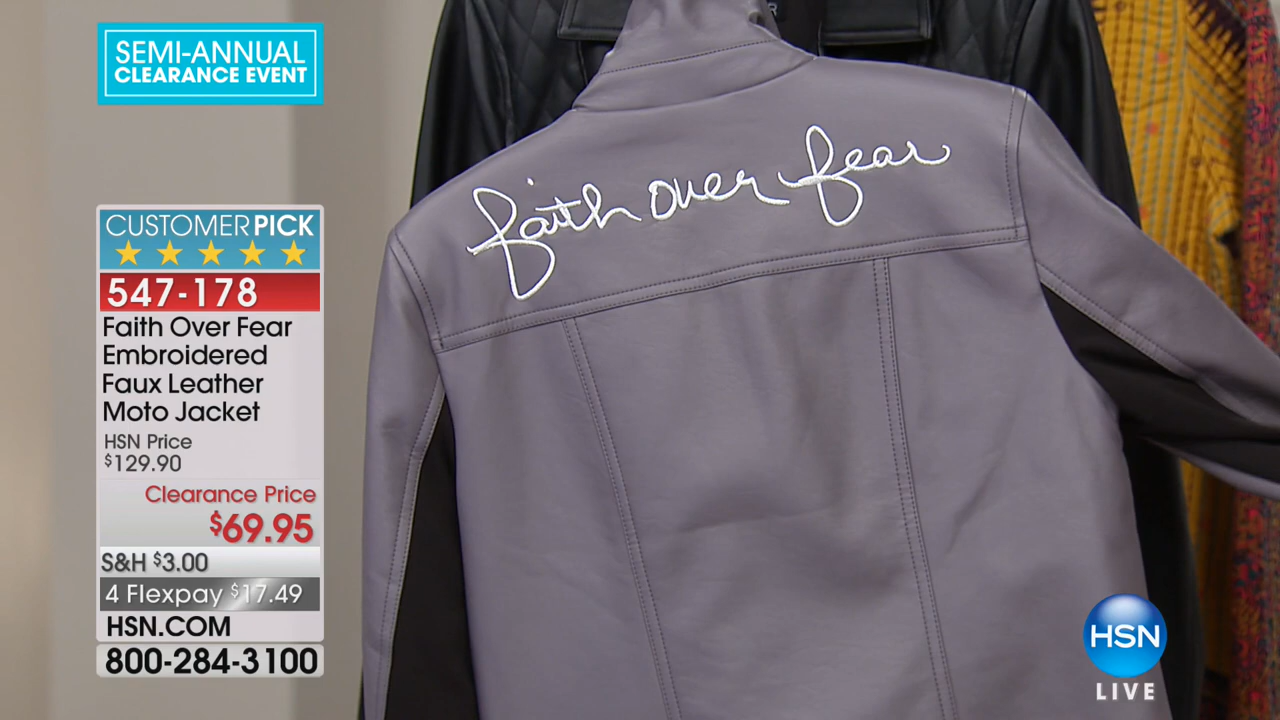 SEMI-ANNUAL
CLEARANCE EVENT
CUSTOMER PICK
547-178
Faith Over Fear
Embroidered
Faux Leather
Moto Jacket
HSN Price
$129.90
Clearance Price
$69.95
S&H $3.00
4 Flexpay $17.49
HSN.COM
800-284-3100
faith over fear
HSN
LIVE